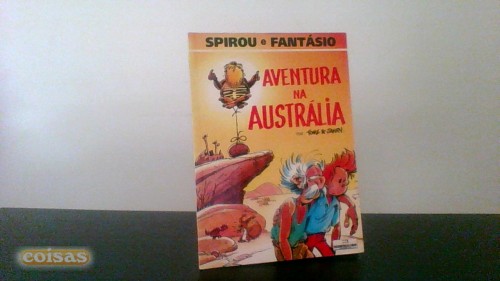 SPIROU e FANTÁSIO
AVENTURA
NA
AUSTRÁLIA
coisas